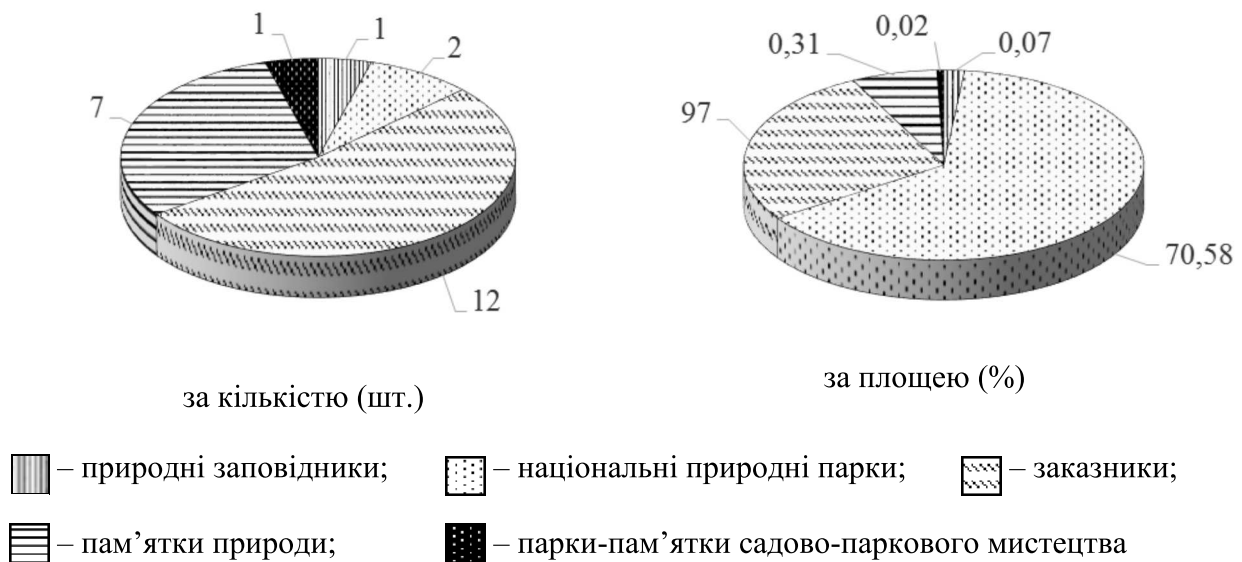 1
1
2
7
12
0,02
0,31
0,07
97
70,58
за кількістю (шт.)
за площею (%)
– природні заповідники; – національні природні парки; – заказники;
– пам’ятки природи; – парки-пам’ятки садово-паркового мистецтва